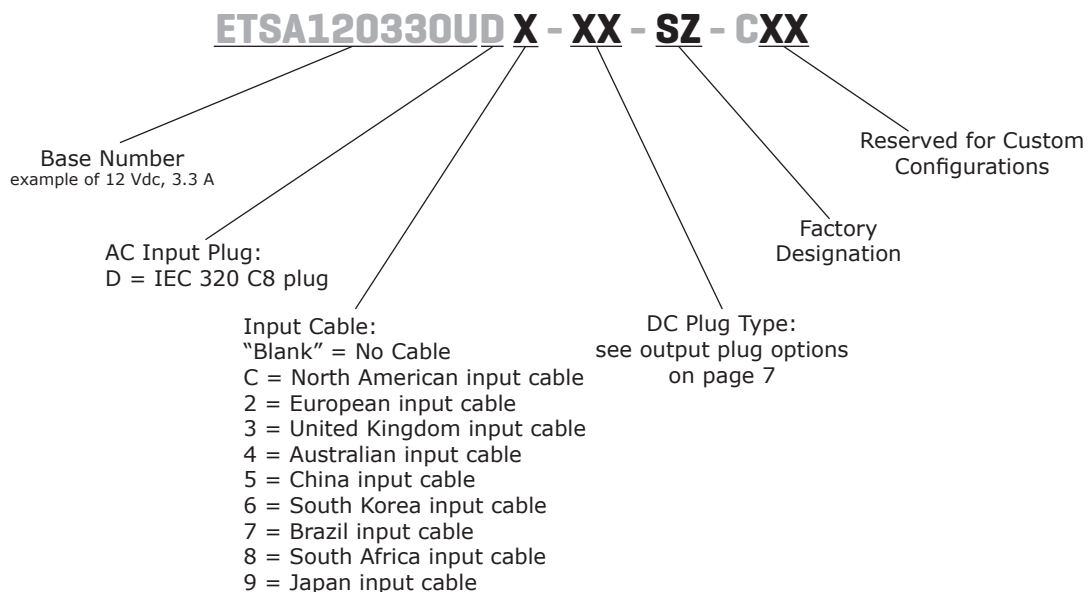 ETSA120330UD X - XX - SZ - CXX
Base Number
example of 12 Vdc, 3.3 A
AC Input Plug:
D = IEC 320 C8 plug
Input Cable:
“Blank” = No Cable
C = North American input cable
2 = European input cable
3 = United Kingdom input cable
4 = Australian input cable
5 = China input cable
6 = South Korea input cable
7 = Brazil input cable
8 = South Africa input cable
9 = Japan input cable
DC Plug Type:
see output plug options
on page 7
Factory
Designation
Reserved for Custom
Configurations